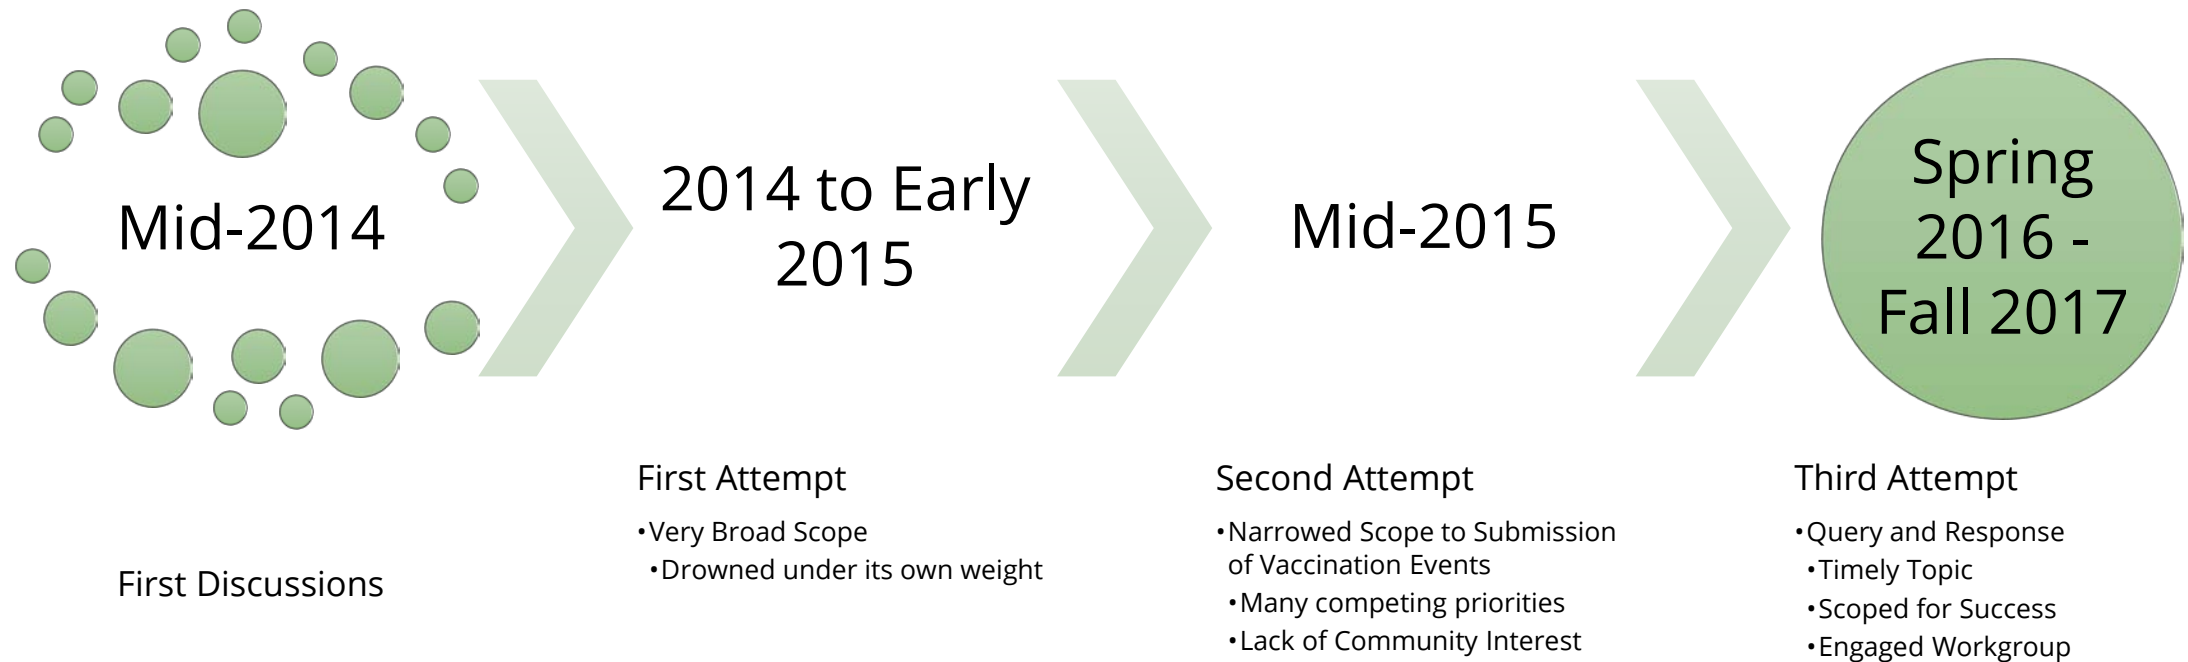 Mid-2014
2014 to Early
2015
Mid-2015
Spring
2016 -
Fall 2017
First Discussions
First Attempt
•Very Broad Scope
•Drowned under its own weight
Second Attempt
•Narrowed Scope to Submission
of Vaccination Events
•Many competing priorities
•Lack of Community Interest
Third Attempt
•Query and Response
•Timely Topic
•Scoped for Success
•Engaged Workgroup